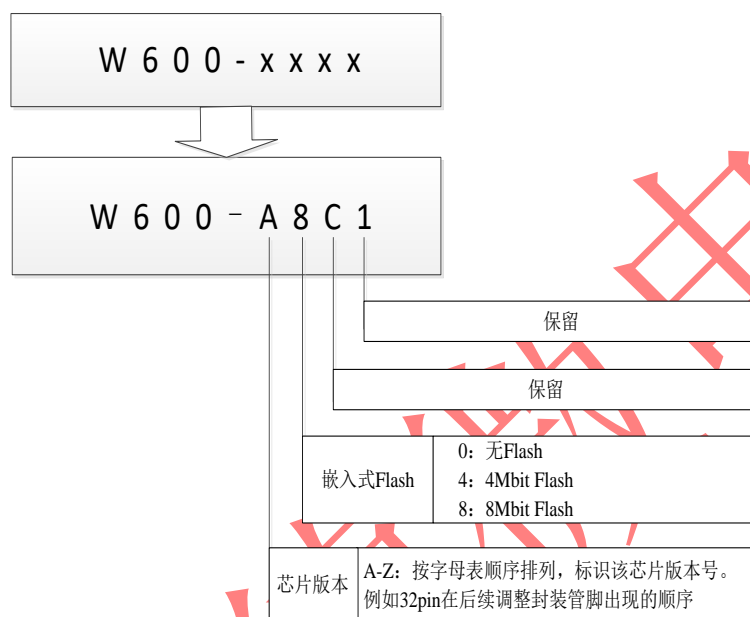 W600-xxxx
W600-A8C1
保留
保留
嵌入式Flash
0：无Flash
4：4Mbit Flash
8：8Mbit Flash
芯片版本
A-Z：按字母表顺序排列，标识该芯片版本号。
例如32pin在后续调整封装管脚出现的顺序